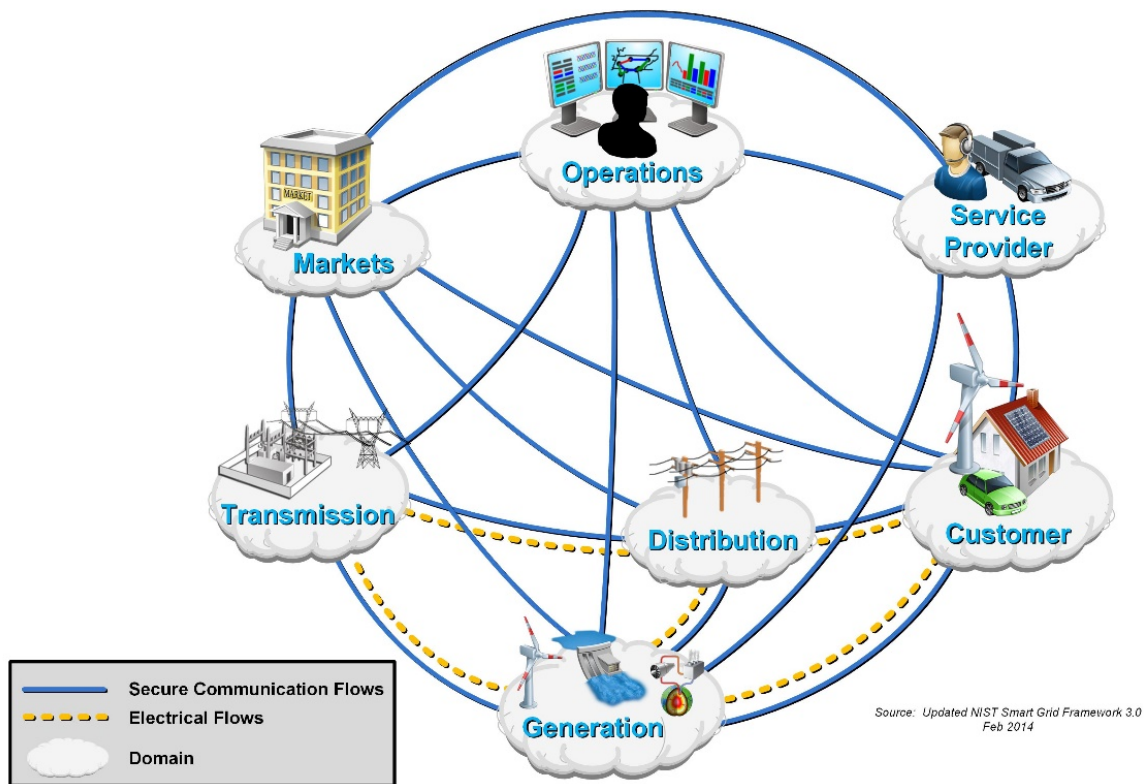 Operations
MARKET
Markets
Service
Provider
Transmission
Distribution
Customer
Generation
Secure Communication Flows
Electrical Flows
Domain
Source: Updated NIST Smart Grid Framework 3.0
Feb 2014